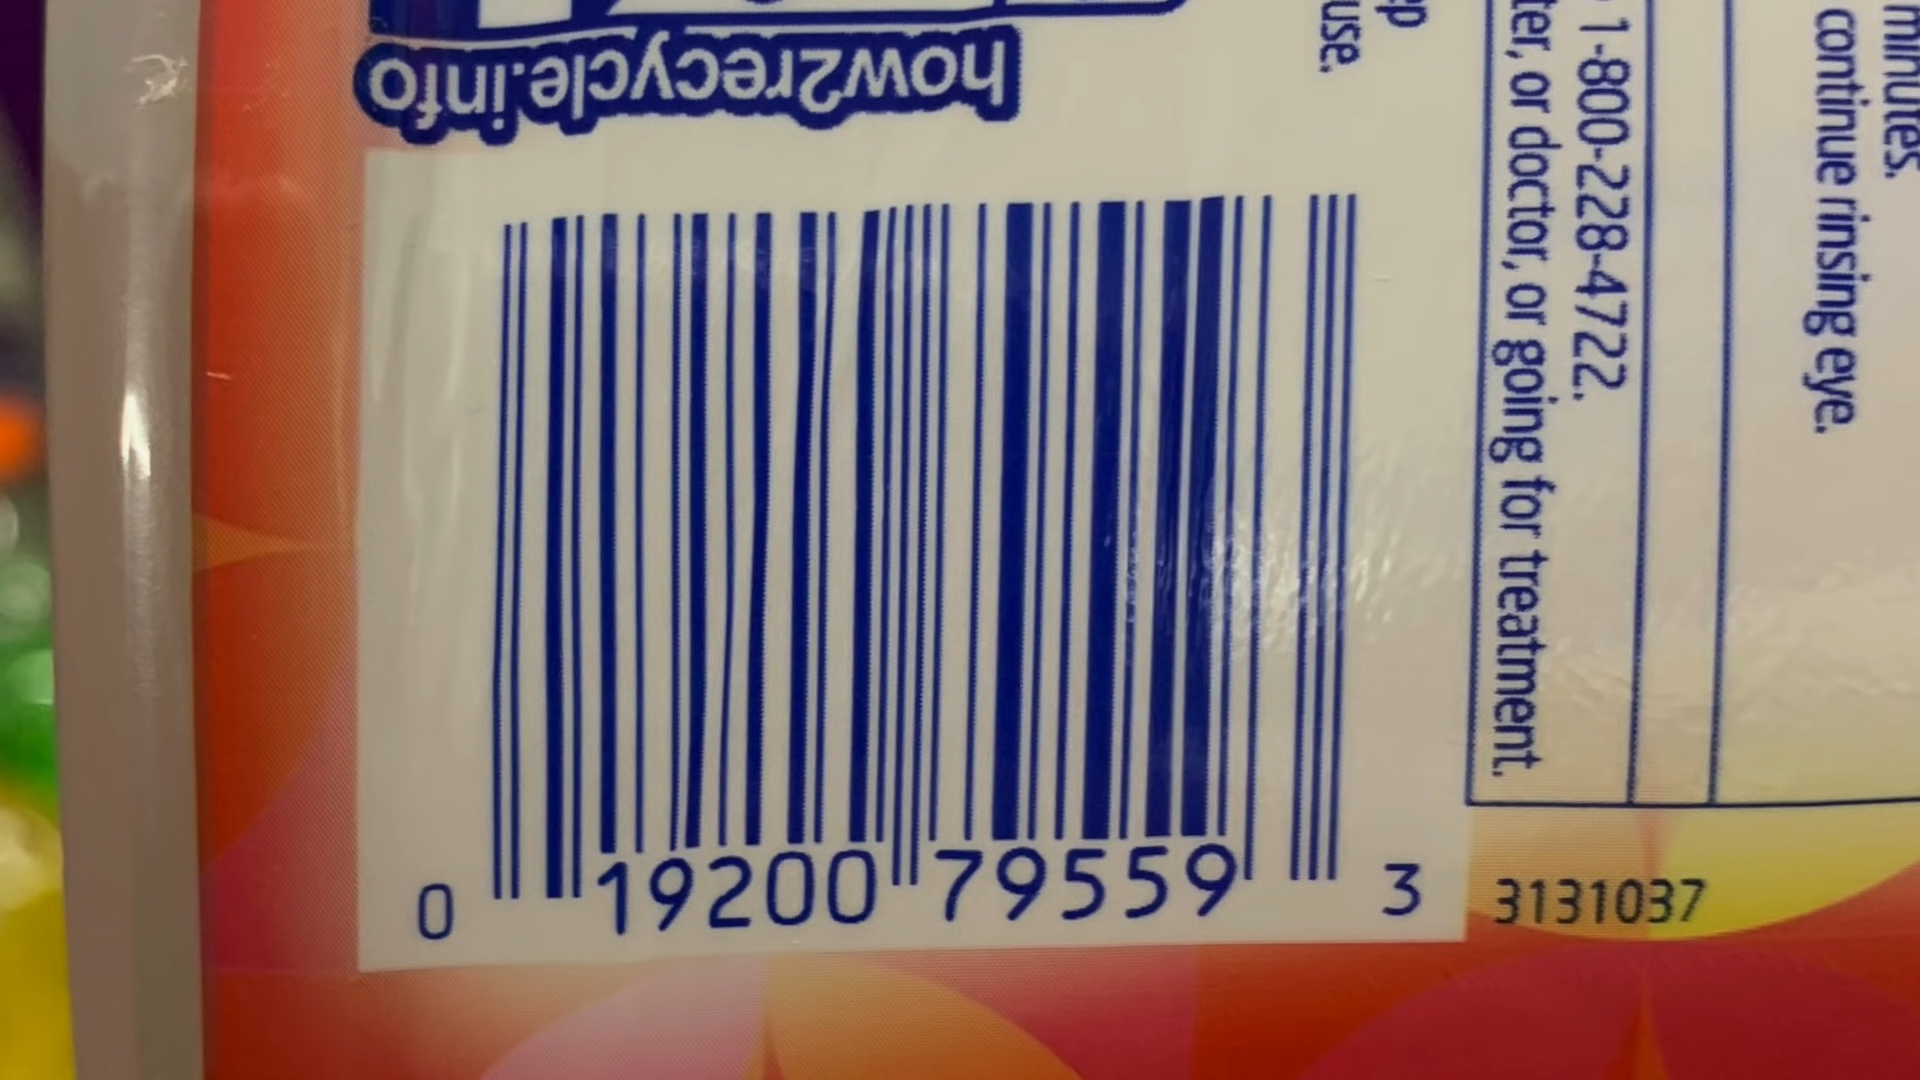 how2recycle.info
use.
1-800-228-4722.
or doctor, or going for treatment.
minutes.
continue rinsing eye.
0 19200 79559 3
3131037